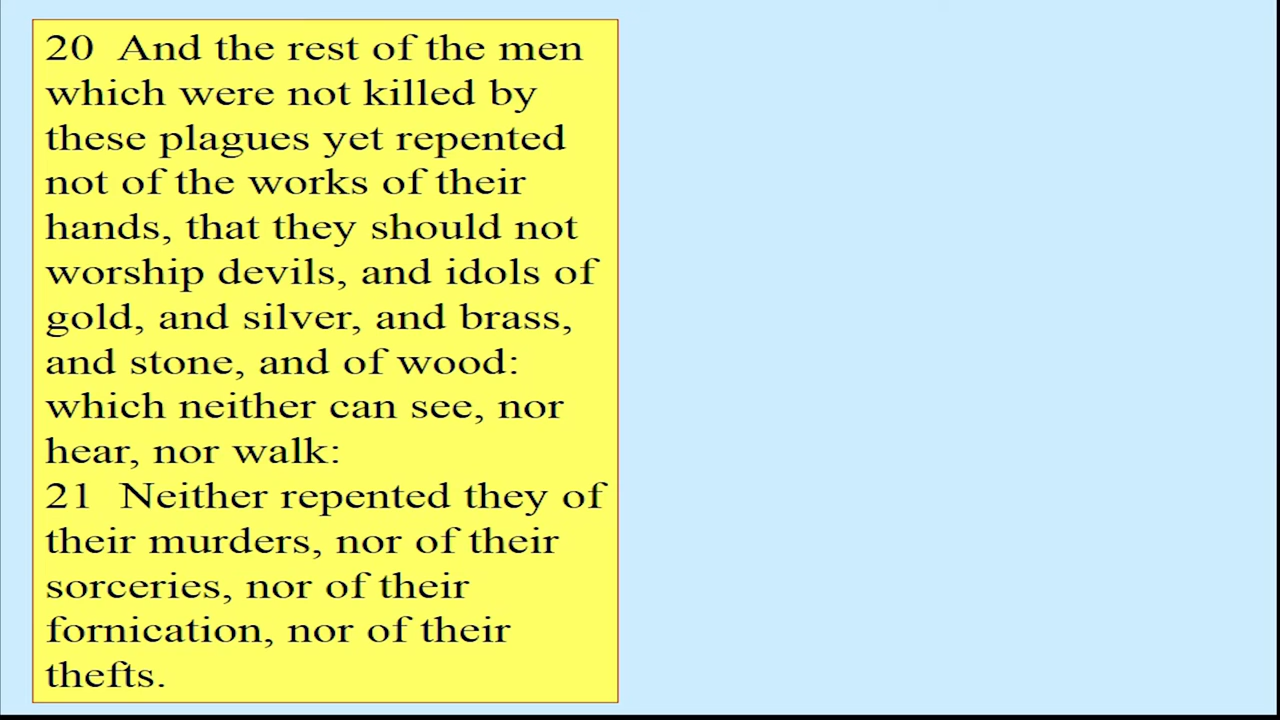 20  And the rest of the men
which were not killed by
these plagues yet repented
not of the works of their
hands, that they should not
worship devils, and idols of
gold, and silver, and brass,
and stone, and of wood:
which neither can see, nor
hear, nor walk:
21  Neither repented they of
their murders, nor of their
sorceries, nor of their
fornication, nor of their
thefts.